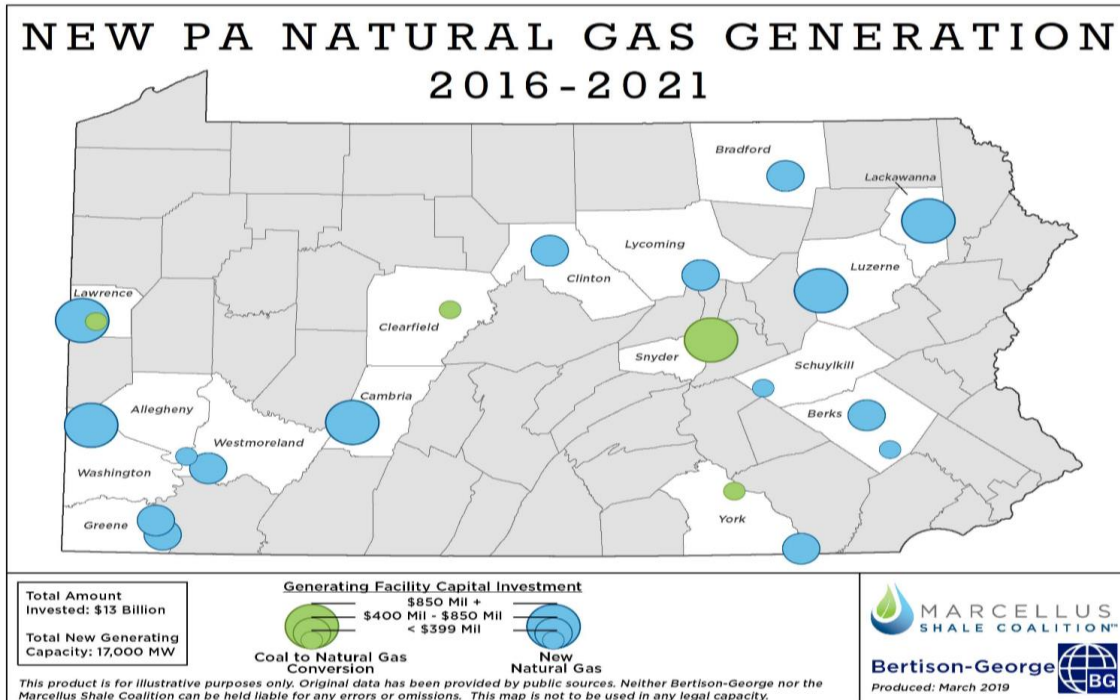 NEW PA NATURAL GAS GENERATION
2016-2021
Bradford
Lackawanna
Lycoming
Clinton
Luzerne
Lawrence
Clearfield
Snyder
Schuylkill
Cambria
Allegheny
Berks
Westmoreland
Washington
York
Greene
Total Amount
Invested: $13 Billion
Total New Generating
Capacity: 17,000 MW
Generating Facility Capital Investment
$850 Mil +
$400 Mil - $850 Mil
< $399 Mil
Coal to Natural Gas
Conversion
New
Natural Gas
MARCELLUS
SHALE COALITION™
Bertison-George
BQ
Produced: March 2019
This product is for illustrative purposes only. Original data has been provided by public sources. Neither Bertison-George nor the
Marcellus Shale Coalition can be held liable for any errors or omissions. This map is not to be used in any legal capacity.